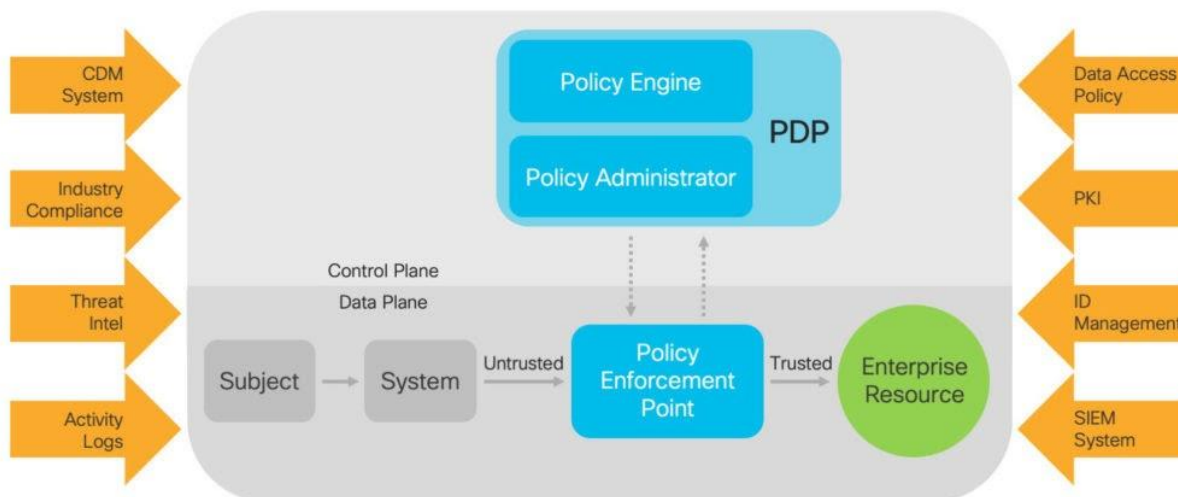 CDM
System
Industry
Compliance
Threat
Intel
Activity
Logs
Policy Engine
Policy Administrator
PDP
Control Plane
Data Plane
Subject
System
Untrusted
Policy
Enforcement
Point
Trusted
Enterprise
Resource
Data Access
Policy
PKI
ID
Management
SIEM
System